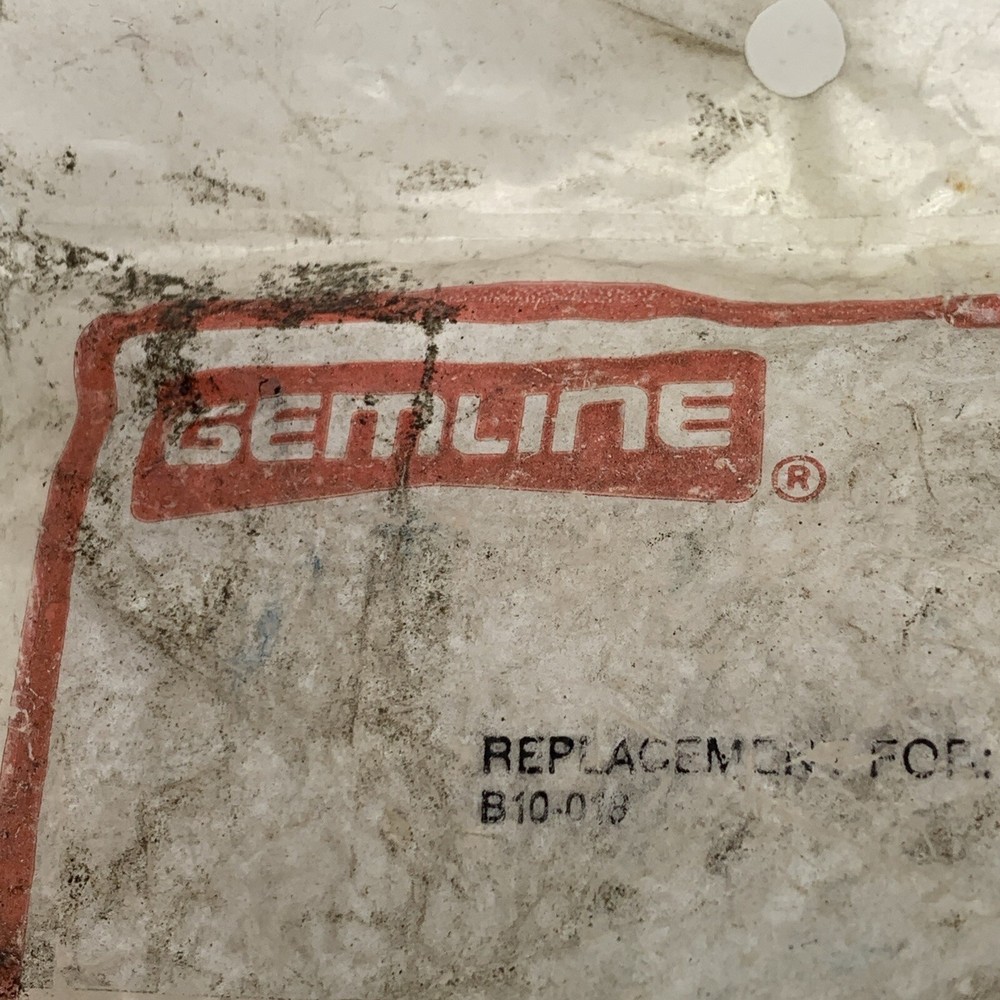 GEMLINE ®
REPLACEMENT FOR:
B10-018